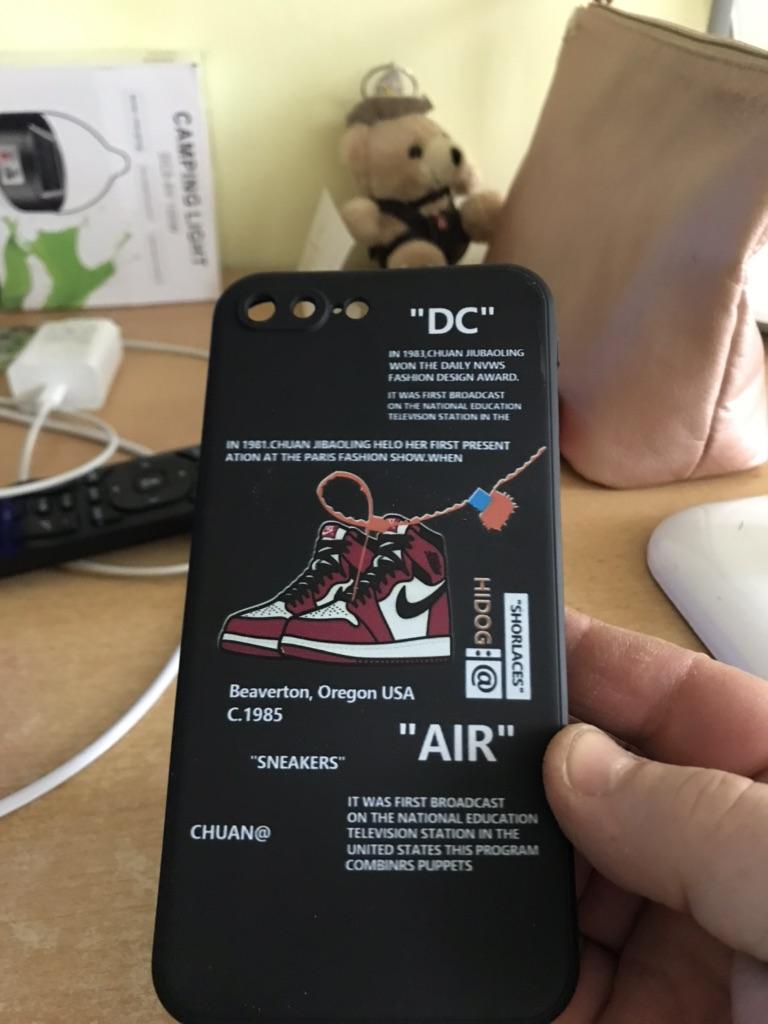 CAMPING LIGHT
"DC"
IN 1983,CHUAN JIUBAOLING
WON THE DAILY NVWS
FASHION DESIGN AWARD.
IT WAS FIRST BROADCAST
ON THE NATIONAL EDUCATION
TELEVISON STATION IN THE
IN 1981.CHUAN JIBAOLING HELO HER FIRST PRESENT
ATION AT THE PARIS FASHION SHOW.WHEN
HIDOG
@
"SHORLACES"
Beaverton, Oregon USA
C.1985
"AIR"
"SNEAKERS"
CHUAN@
IT WAS FIRST BROADCAST
ON THE NATIONAL EDUCATION
TELEVISION STATION IN THE
UNITED STATES THIS PROGRAM
COMBINRS PUPPETS